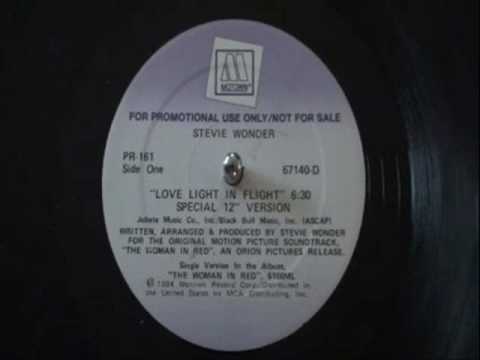 MOTOWN
FOR PROMOTIONAL USE ONLY/NOT FOR SALE
STEVIE WONDER
PR-161
Side One
67140-D
"LOVE LIGHT IN FLIGHT" 6:30
SPECIAL 12" VERSION
Jobete Music Co., Inc./Black Bull Music, Inc. (ASCAP)
WRITTEN, ARRANGED & PRODUCED BY STEVIE WONDER
FOR THE ORIGINAL MOTION PICTURE SOUNDTRACK,
"THE WOMAN IN RED", AN ORION PICTURES RELEASE.
Single Version In the Album,
"THE WOMAN IN RED", 6108ML
℗ 1984 Motown Record Corp./Distributed in
the United States by MCA Distributing, Inc.